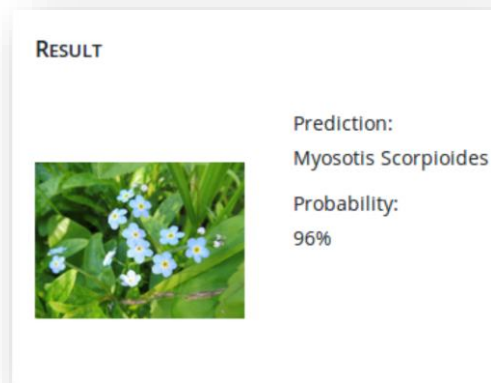 RESULT
Prediction:
Myosotis Scorpioides
Probability:
96%